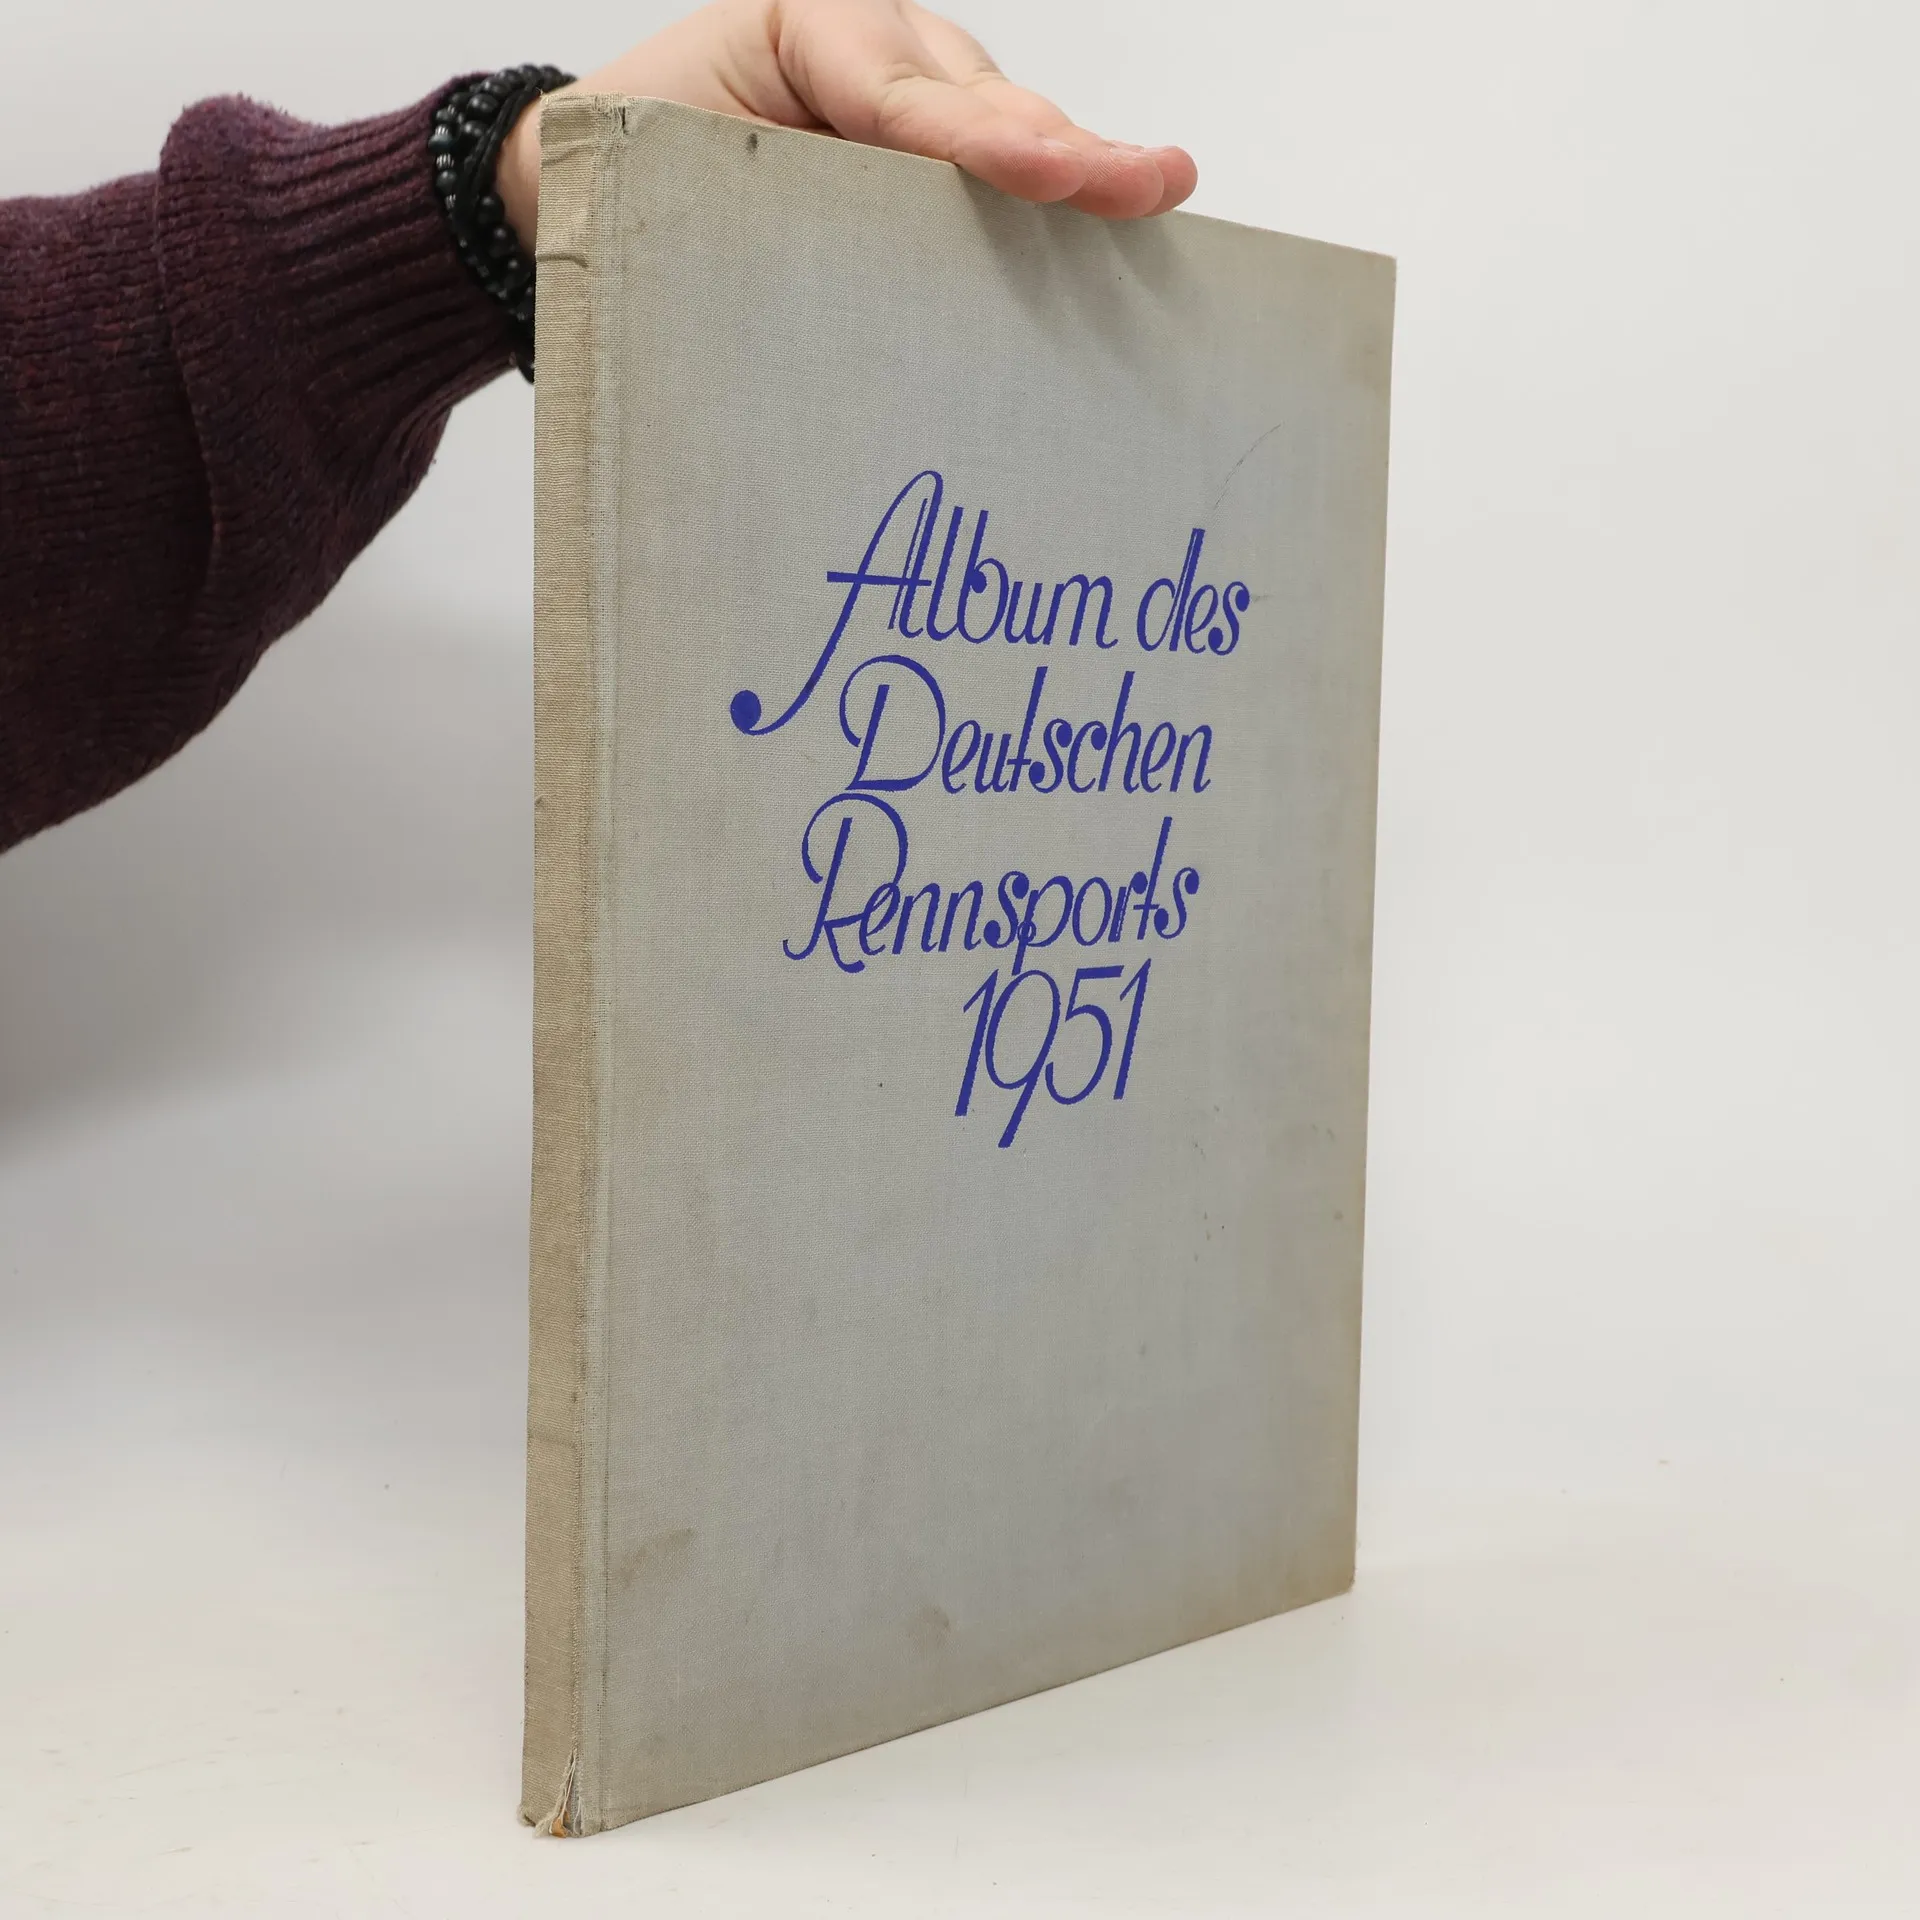 Album des
Deutschen
Rennsports
1951